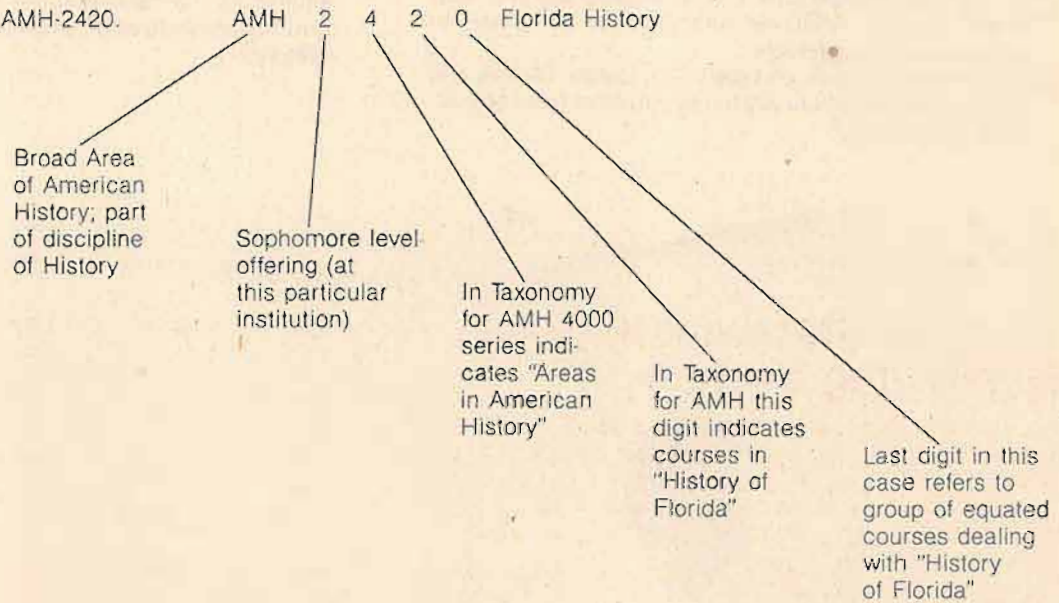 AMH-2420. AMH 2 4 2 0 Florida History
Broad Area
of American
History; part
of discipline
of History
Sophomore level
offering (at
this particular
institution)
In Taxonomy
for AMH 4000
series indi-
cates "Areas
in American
History"
In Taxonomy
for AMH this
digit indicates
courses in
"History of
Florida"
Last digit in this
case refers to
group of equated
courses dealing
with "History
of Florida"